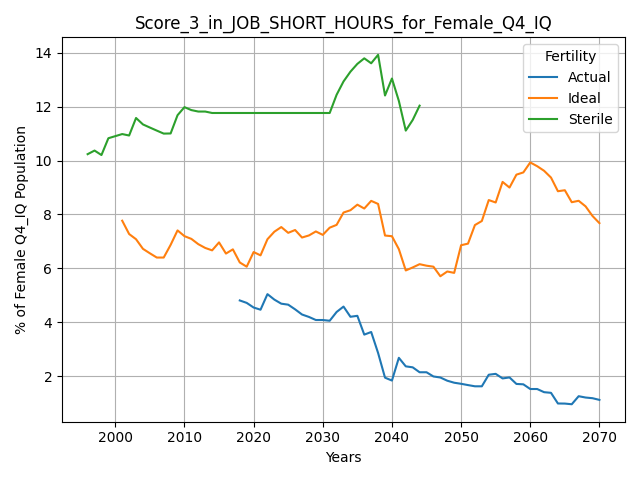 Score_3_in_JOB_SHORT_HOURS_for_Female_Q4_IQ
Fertility
Actual
Ideal
Sterile
% of Female Q4_IQ Population
14
12
10
8
6
4
2
2000 2010 2020 2030 2040 2050 2060 2070
Years